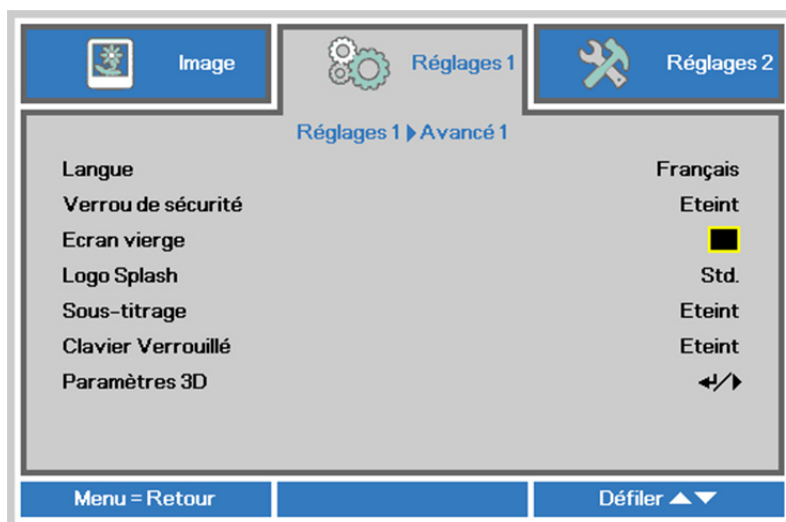 Image
Réglages 1
Réglages 2
Réglages 1 ▶ Avancé 1
Langue Français
Verrou de sécurité Eteint
Ecran vierge
Logo Splash Std.
Sous-titrage Eteint
Clavier Verrouillé Eteint
Paramètres 3D ↵/▶
Menu = Retour
Défiler ▲▼